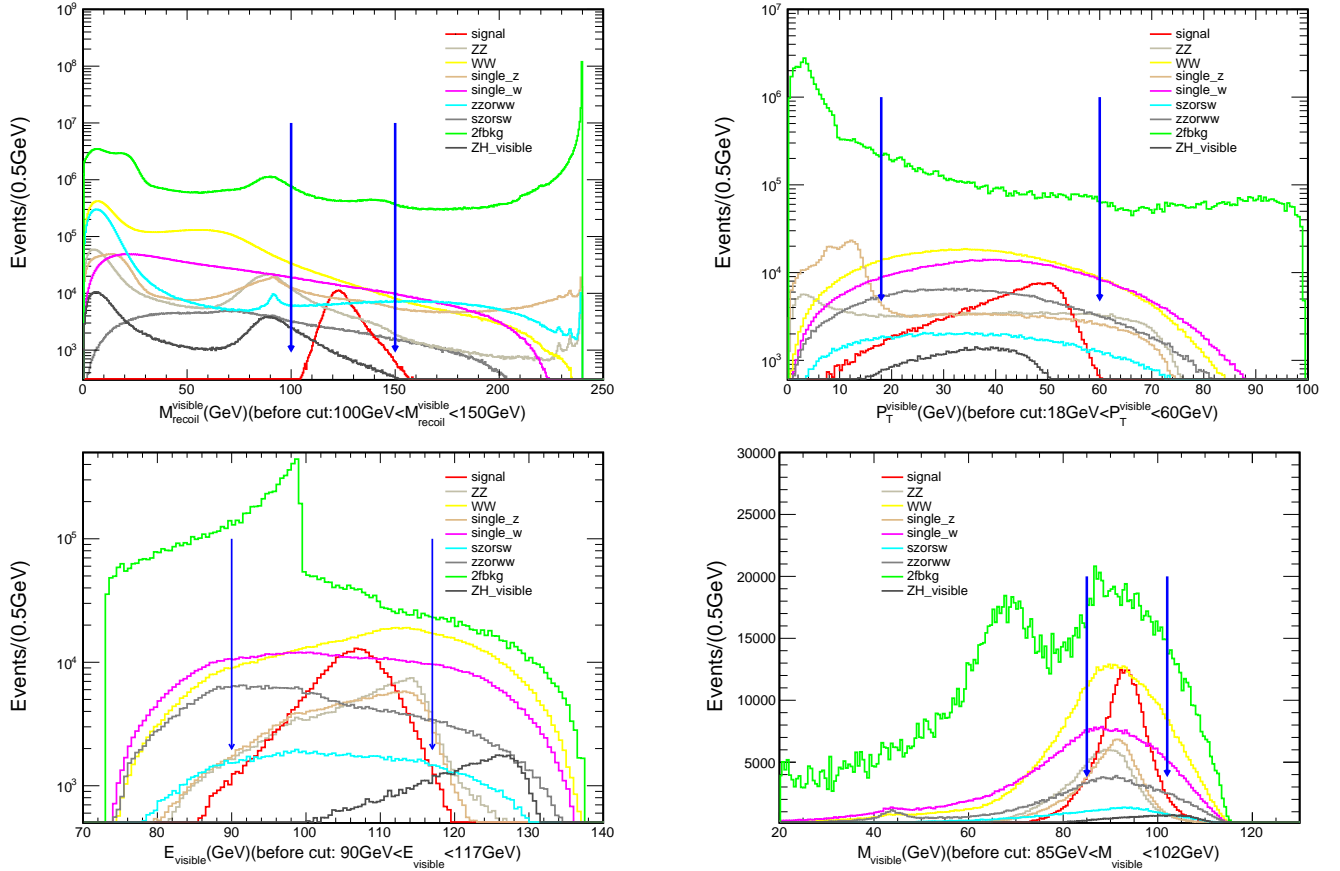 10^9
10^8
10^7
10^6
10^5
10^4
10^3
Events/(0.5GeV)
signal
ZZ
WW
single_z
single_w
zzorww
szorsw
2fbkg
ZH_visible
0 50 100 150 200 250
M_recoil^visible(GeV)(before cut:100GeV<M_recoil^visible<150GeV)
10^7
10^6
10^5
10^4
10^3
Events/(0.5GeV)
signal
ZZ
WW
single_z
single_w
szorsw
zzorww
2fbkg
ZH_visible
0 10 20 30 40 50 60 70 80 90 100
P_T^visible(GeV)(before cut:18GeV<P_T^visible<60GeV)
10^5
10^4
10^3
Events/(0.5GeV)
signal
ZZ
WW
single_z
single_w
szorsw
zzorww
2fbkg
ZH_visible
70 80 90 100 110 120 130 140
E_visible(GeV)(before cut: 90GeV<E_visible<117GeV)
30000
25000
20000
15000
10000
5000
Events/(0.5GeV)
signal
ZZ
WW
single_z
single_w
szorsw
zzorww
2fbkg
ZH_visible
20 40 60 80 100 120
M_visible(GeV)(before cut: 85GeV<M_visible<102GeV)